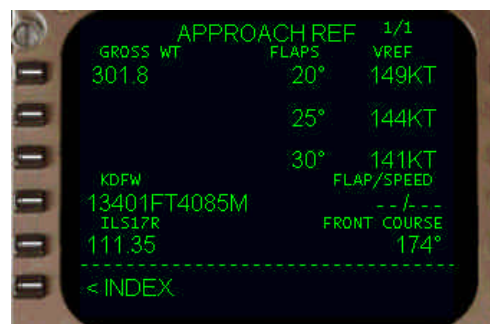 APPROACH REF 1/1
GROSS WT FLAPS VREF
301.8 20° 149KT
25° 144KT
30° 141KT
KDFW FLAP/SPEED
13401FT4085M --/---
ILS17R FRONT COURSE
111.35 174°
--------------------------------------------
< INDEX